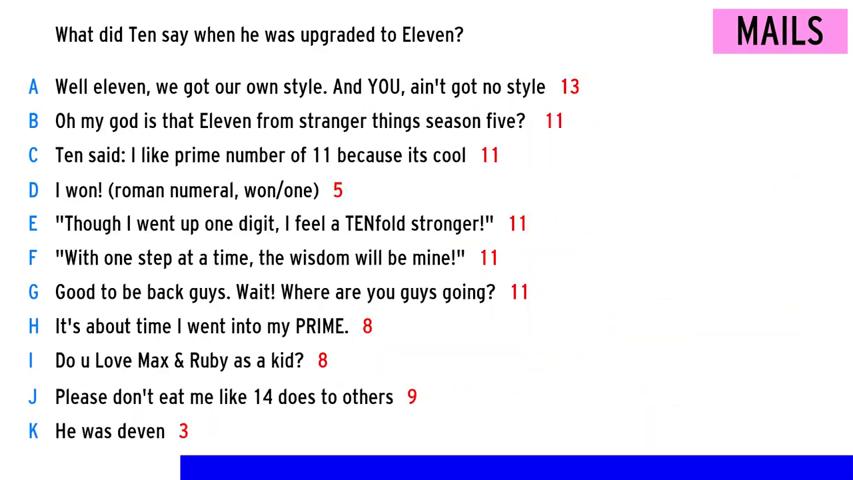 What did Ten say when he was upgraded to Eleven?
MAILS
A Well eleven, we got our own style. And YOU, ain't got no style 13
B Oh my god is that Eleven from stranger things season five? 11
C Ten said: I like prime number of 11 because its cool 11
D I won! (roman numeral, won/one) 5
E "Though I went up one digit, I feel a TENfold stronger!" 11
F "With one step at a time, the wisdom will be mine!" 11
G Good to be back guys. Wait! Where are you guys going? 11
H It's about time I went into my PRIME. 8
I Do u Love Max & Ruby as a kid? 8
J Please don't eat me like 14 does to others 9
K He was deven 3